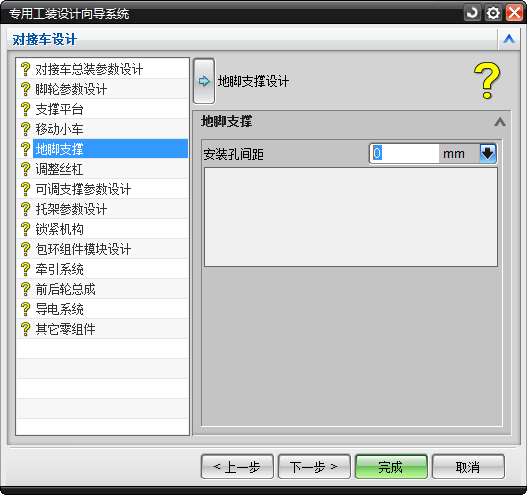 专用工装设计向导系统
对接车设计
对接车总装参数设计
脚轮参数设计
支撑平台
移动小车
地脚支撑
调整丝杠
可调支撑参数设计
托架参数设计
锁紧机构
包环组件模块设计
牵引系统
前后轮总成
导电系统
其它零组件
地脚支撑设计
地脚支撑
安装孔间距 0 mm
< 上一步 下一步 > 完成 取消